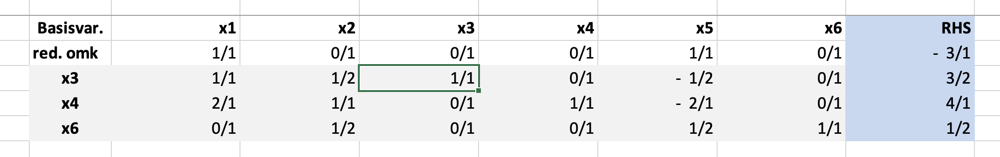 Basisvar. x1 x2 x3 x4 x5 x6 RHS
red. omk 1/1 0/1 0/1 0/1 1/1 0/1 - 3/1
x3 1/1 1/2 1/1 0/1 - 1/2 0/1 3/2
x4 2/1 1/1 0/1 1/1 - 2/1 0/1 4/1
x6 0/1 1/2 0/1 0/1 1/2 1/1 1/2